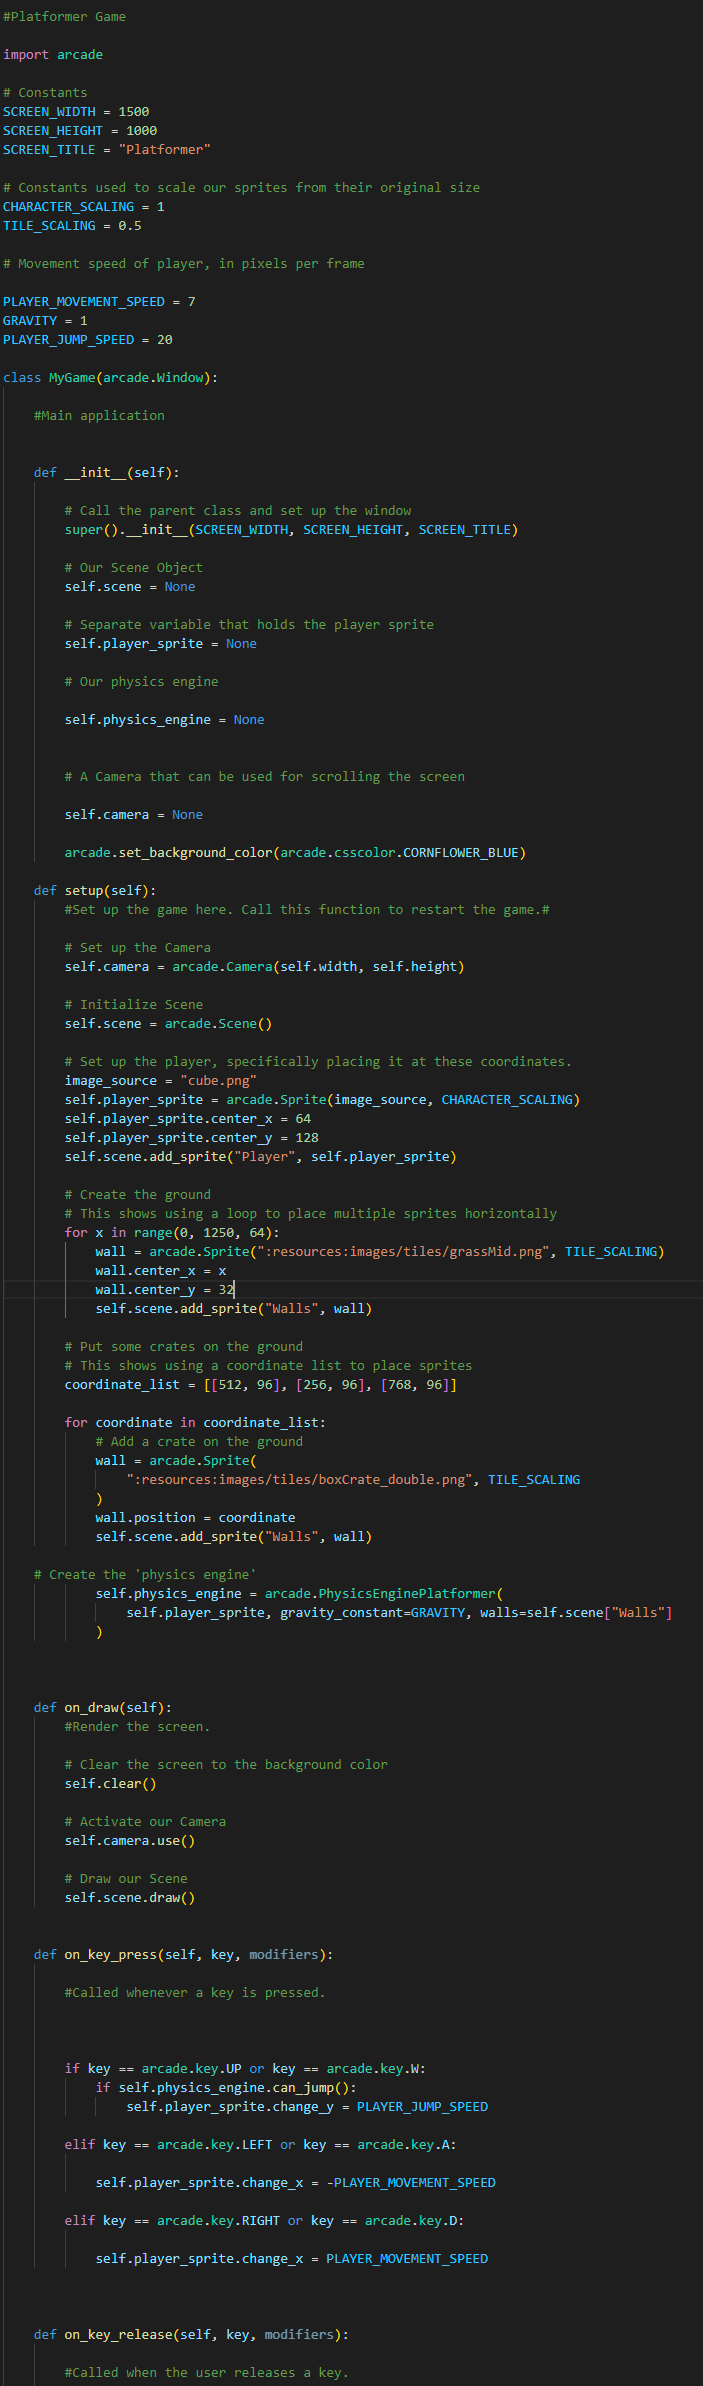 #Platformer Game
import arcade
# Constants
SCREEN_WIDTH = 1500
SCREEN_HEIGHT = 1000
SCREEN_TITLE = "Platformer"
# Constants used to scale our sprites from their original size
CHARACTER_SCALING = 1
TILE_SCALING = 0.5
# Movement speed of player, in pixels per frame
PLAYER_MOVEMENT_SPEED = 7
GRAVITY = 1
PLAYER_JUMP_SPEED = 20
class MyGame(arcade.Window):
    #Main application
    def __init__(self):
        # Call the parent class and set up the window
        super().__init__(SCREEN_WIDTH, SCREEN_HEIGHT, SCREEN_TITLE)
        # Our Scene Object
        self.scene = None
        # Separate variable that holds the player sprite
        self.player_sprite = None
        # Our physics engine
        self.physics_engine = None
        # A Camera that can be used for scrolling the screen
        self.camera = None
        arcade.set_background_color(arcade.csscolor.CORNFLOWER_BLUE)
    def setup(self):
        #Set up the game here. Call this function to restart the game.#
        # Set up the Camera
        self.camera = arcade.Camera(self.width, self.height)
        # Initialize Scene
        self.scene = arcade.Scene()
        # Set up the player, specifically placing it at these coordinates.
        image_source = "cube.png"
        self.player_sprite = arcade.Sprite(image_source, CHARACTER_SCALING)
        self.player_sprite.center_x = 64
        self.player_sprite.center_y = 128
        self.scene.add_sprite("Player", self.player_sprite)
        # Create the ground
        # This shows using a loop to place multiple sprites horizontally
        for x in range(0, 1250, 64):
            wall = arcade.Sprite(":resources:images/tiles/grassMid.png", TILE_SCALING)
            wall.center_x = x
            wall.center_y = 32
            self.scene.add_sprite("Walls", wall)
        # Put some crates on the ground
        # This shows using a coordinate list to place sprites
        coordinate_list = [[512, 96], [256, 96], [768, 96]]
        for coordinate in coordinate_list:
            # Add a crate on the ground
            wall = arcade.Sprite(
                ":resources:images/tiles/boxCrate_double.png", TILE_SCALING
            )
            wall.position = coordinate
            self.scene.add_sprite("Walls", wall)
    # Create the 'physics engine'
            self.physics_engine = arcade.PhysicsEnginePlatformer(
                self.player_sprite, gravity_constant=GRAVITY, walls=self.scene["Walls"]
            )
    def on_draw(self):
        #Render the screen.
        # Clear the screen to the background color
        self.clear()
        # Activate our Camera
        self.camera.use()
        # Draw our Scene
        self.scene.draw()
    def on_key_press(self, key, modifiers):
        #Called whenever a key is pressed.
        if key == arcade.key.UP or key == arcade.key.W:
            if self.physics_engine.can_jump():
                self.player_sprite.change_y = PLAYER_JUMP_SPEED
        elif key == arcade.key.LEFT or key == arcade.key.A:
            self.player_sprite.change_x = -PLAYER_MOVEMENT_SPEED
        elif key == arcade.key.RIGHT or key == arcade.key.D:
            self.player_sprite.change_x = PLAYER_MOVEMENT_SPEED
    def on_key_release(self, key, modifiers):
        #Called when the user releases a key.